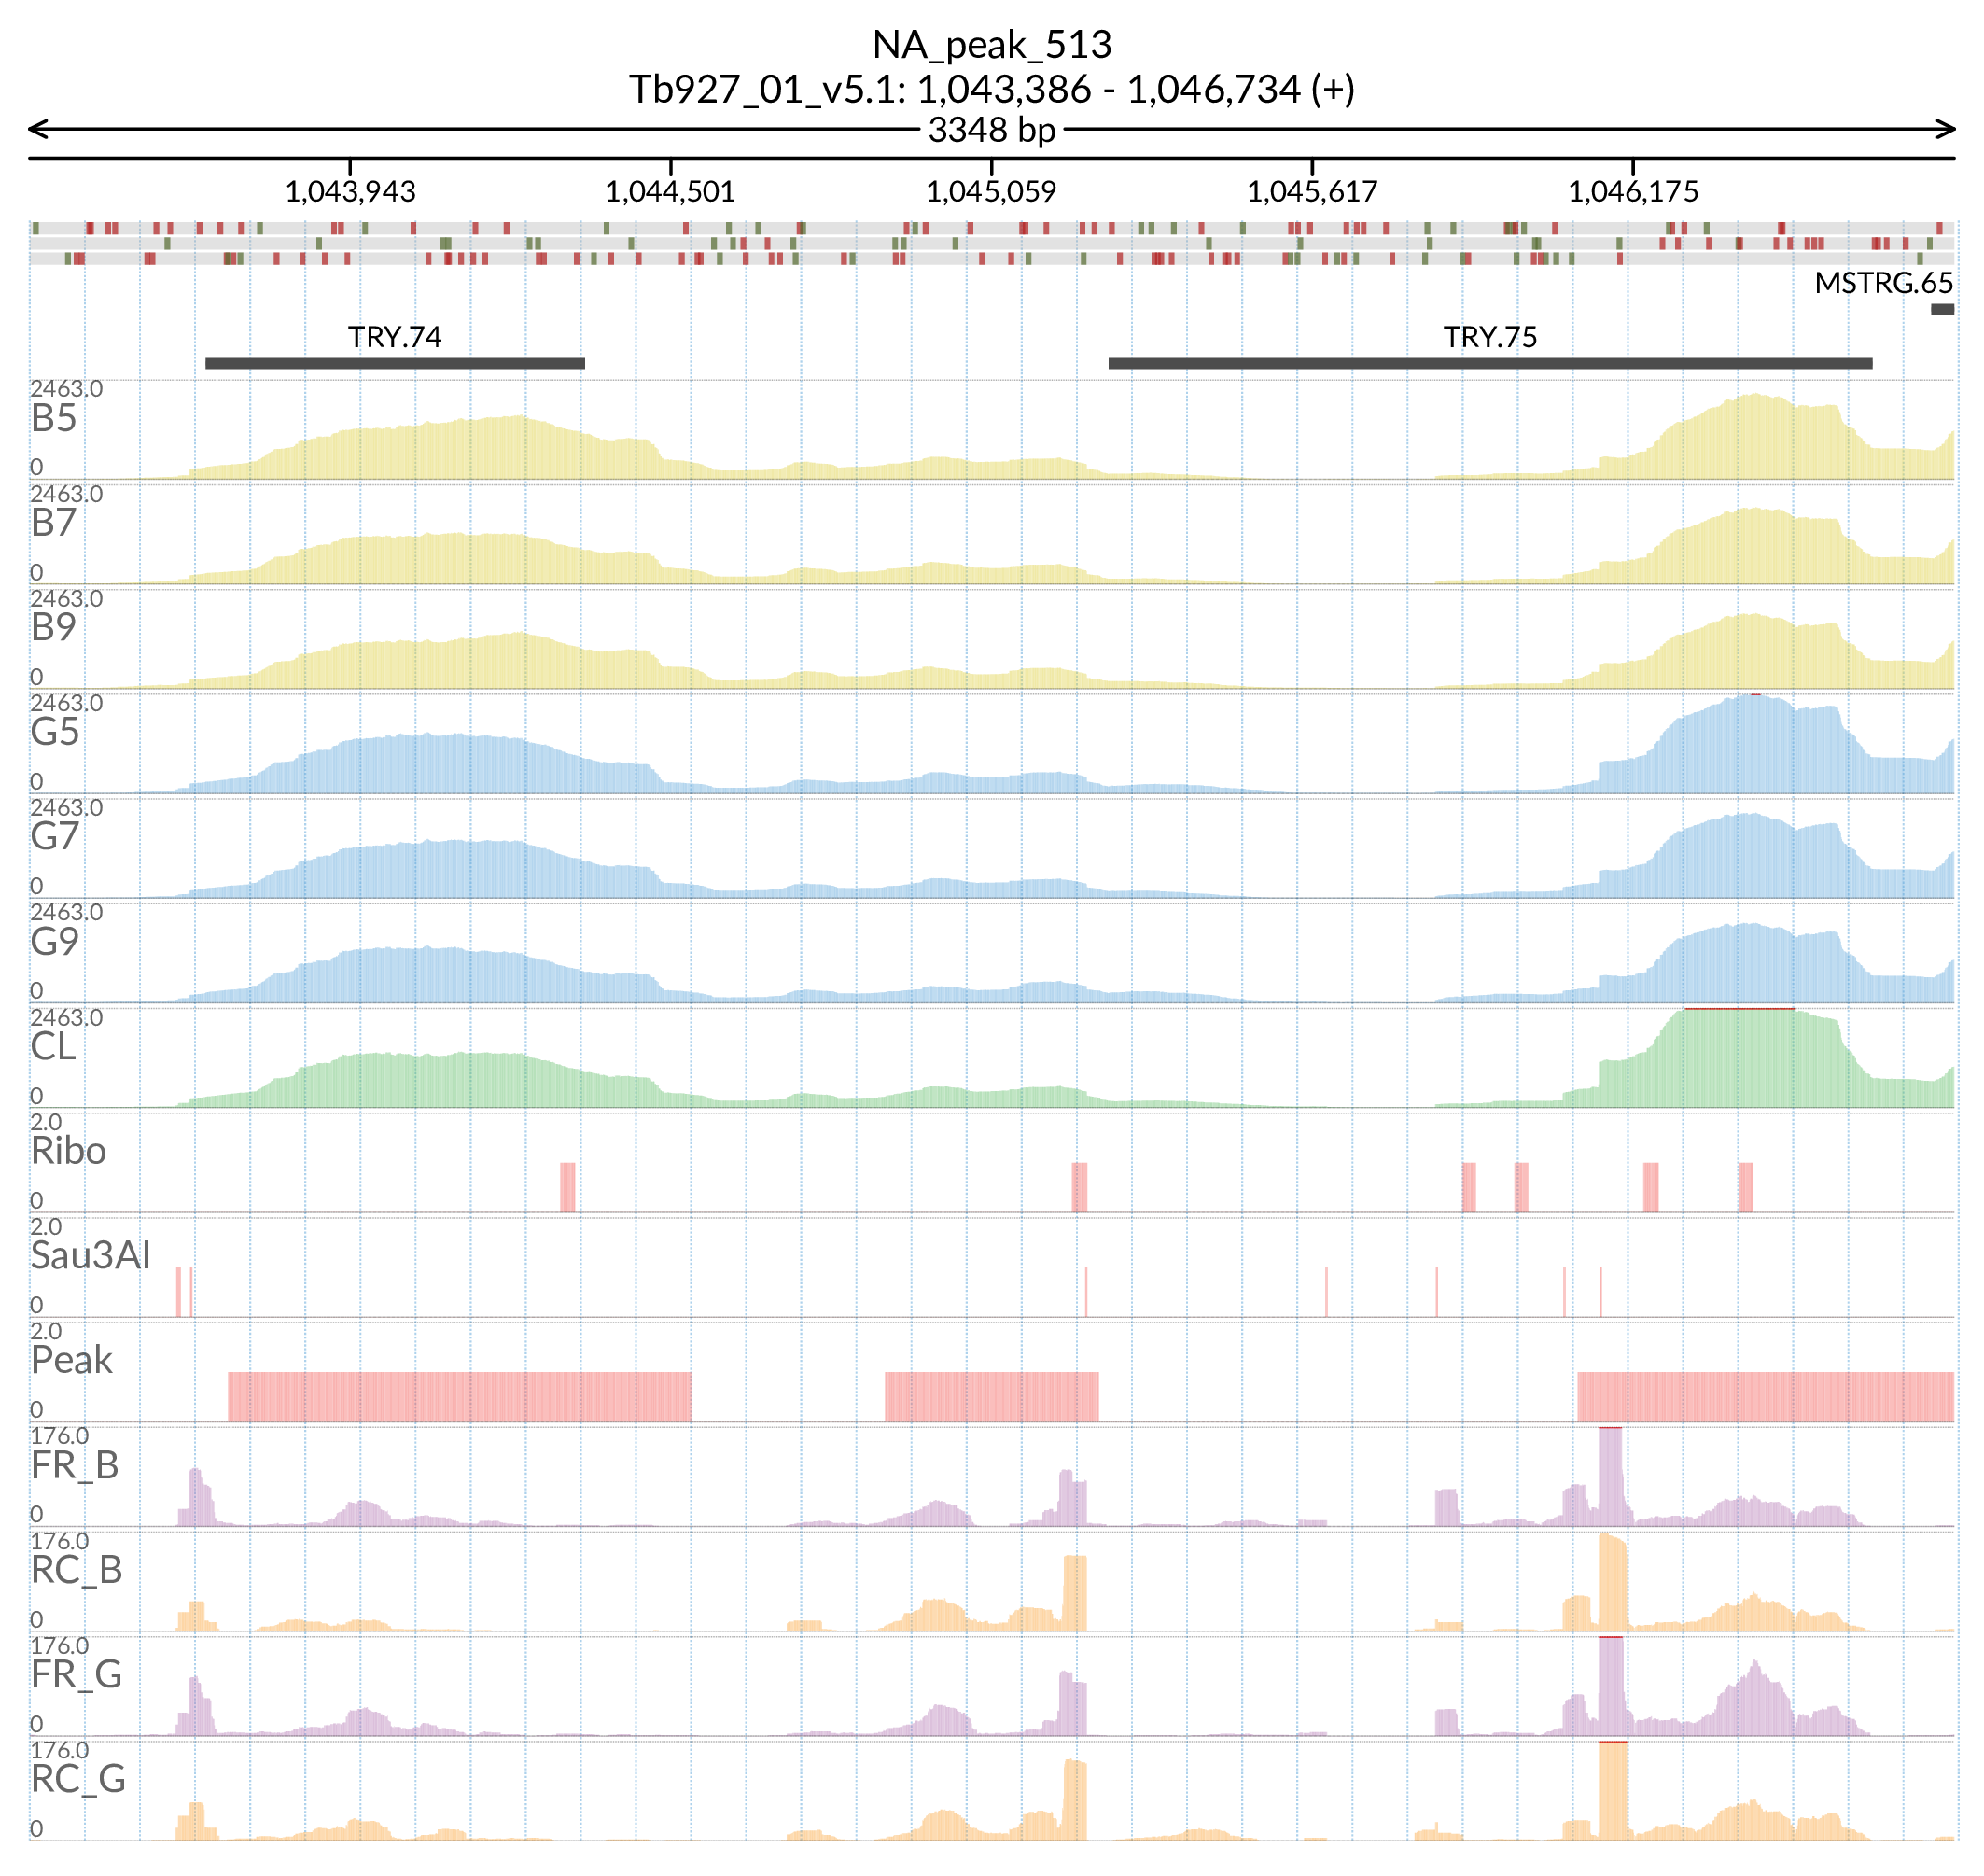 NA_peak_513
Tb927_01_v5.1: 1,043,386 - 1,046,734 (+)
3348 bp
1,043,943 1,044,501 1,045,059 1,045,617 1,046,175
MSTRG.65
TRY.74 TRY.75
2463.0
B5
0
2463.0
B7
0
2463.0
B9
0
2463.0
G5
0
2463.0
G7
0
2463.0
G9
0
2463.0
CL
0
2.0
Ribo
0
2.0
Sau3AI
0
2.0
Peak
0
176.0
FR_B
0
176.0
RC_B
0
176.0
FR_G
0
176.0
RC_G
0